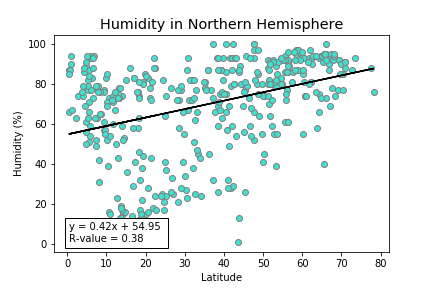 Humidity in Northern Hemisphere
100
80
60
40
20
0
Humidity (%)
y = 0.42x + 54.95
R-value = 0.38
0 10 20 30 40 50 60 70 80
Latitude